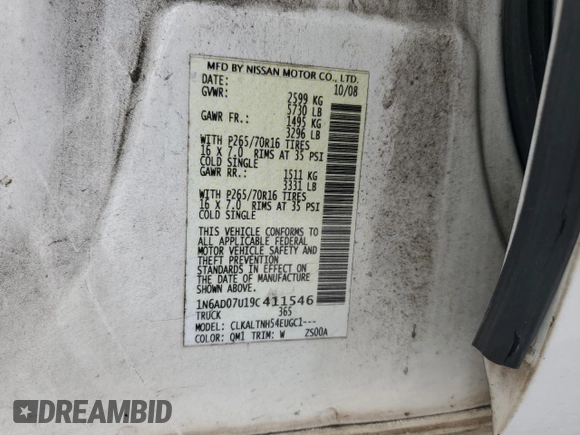 MFD BY NISSAN MOTOR CO., LTD.
DATE: 10/08
GVWR: 2599 KG
5730 LB
GAWR FR.: 1495 KG
3296 LB
WITH P265/70R16 TIRES
16 X 7.0 RIMS AT 35 PSI
COLD SINGLE
GAWR RR.: 1511 KG
3331 LB
WITH P265/70R16 TIRES
16 X 7.0 RIMS AT 35 PSI
COLD SINGLE
THIS VEHICLE CONFORMS TO
ALL APPLICABLE FEDERAL
MOTOR VEHICLE SAFETY AND
THEFT PREVENTION
STANDARDS IN EFFECT ON
THE DATE OF MANUFACTURE
SHOWN ABOVE.
1N6AD07U19C411546
TRUCK 365
MODEL: CLKALTNH54EUGC1---
COLOR: QM1 TRIM: W ZS00A
DREAMBID